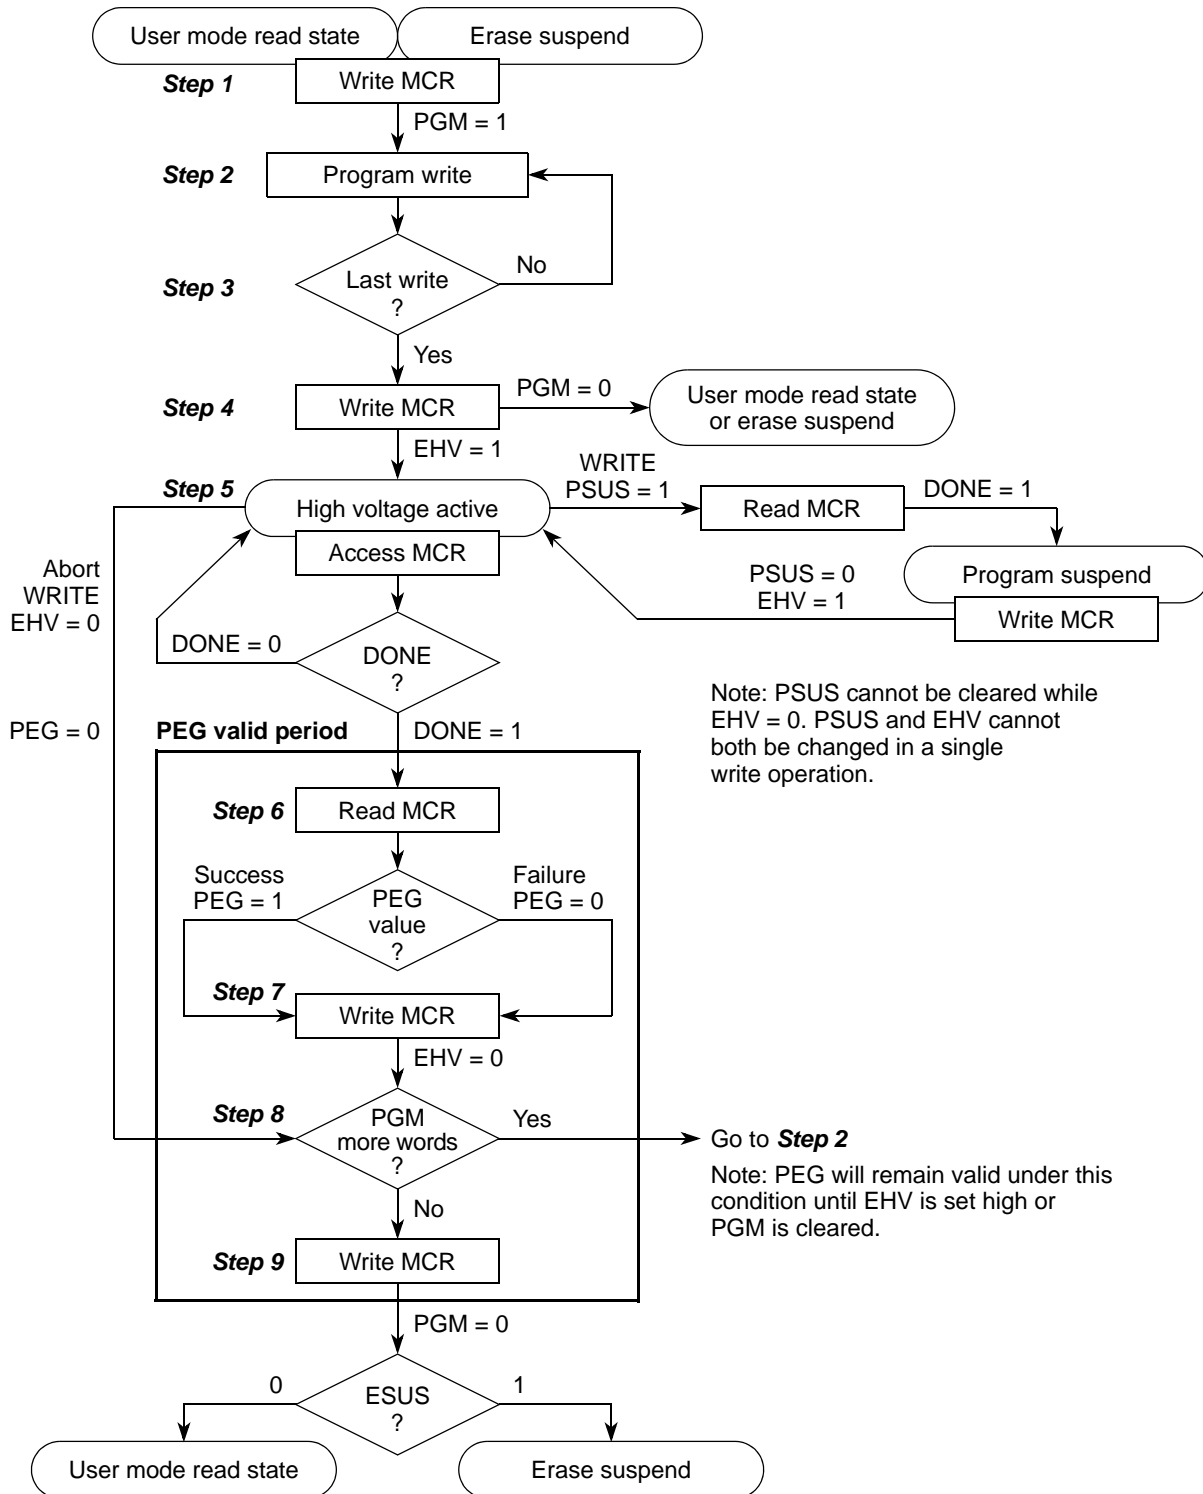 User mode read state
Erase suspend
Step 1
Write MCR
PGM = 1
Step 2
Program write
Step 3
Last write
?
No
Yes
Step 4
Write MCR
PGM = 0
User mode read state
or erase suspend
EHV = 1
Step 5
High voltage active
WRITE
PSUS = 1
Read MCR
DONE = 1
Access MCR
Program suspend
Write MCR
PSUS = 0
EHV = 1
Abort
WRITE
EHV = 0
DONE = 0
DONE
?
Note: PSUS cannot be cleared while
EHV = 0. PSUS and EHV cannot
both be changed in a single
write operation.
PEG = 0
PEG valid period
DONE = 1
Step 6
Read MCR
Success
PEG = 1
PEG
value
?
Failure
PEG = 0
Step 7
Write MCR
EHV = 0
Step 8
PGM
more words
?
Yes
Go to Step 2
Note: PEG will remain valid under this
condition until EHV is set high or
PGM is cleared.
No
Step 9
Write MCR
PGM = 0
0
ESUS
?
1
User mode read state
Erase suspend